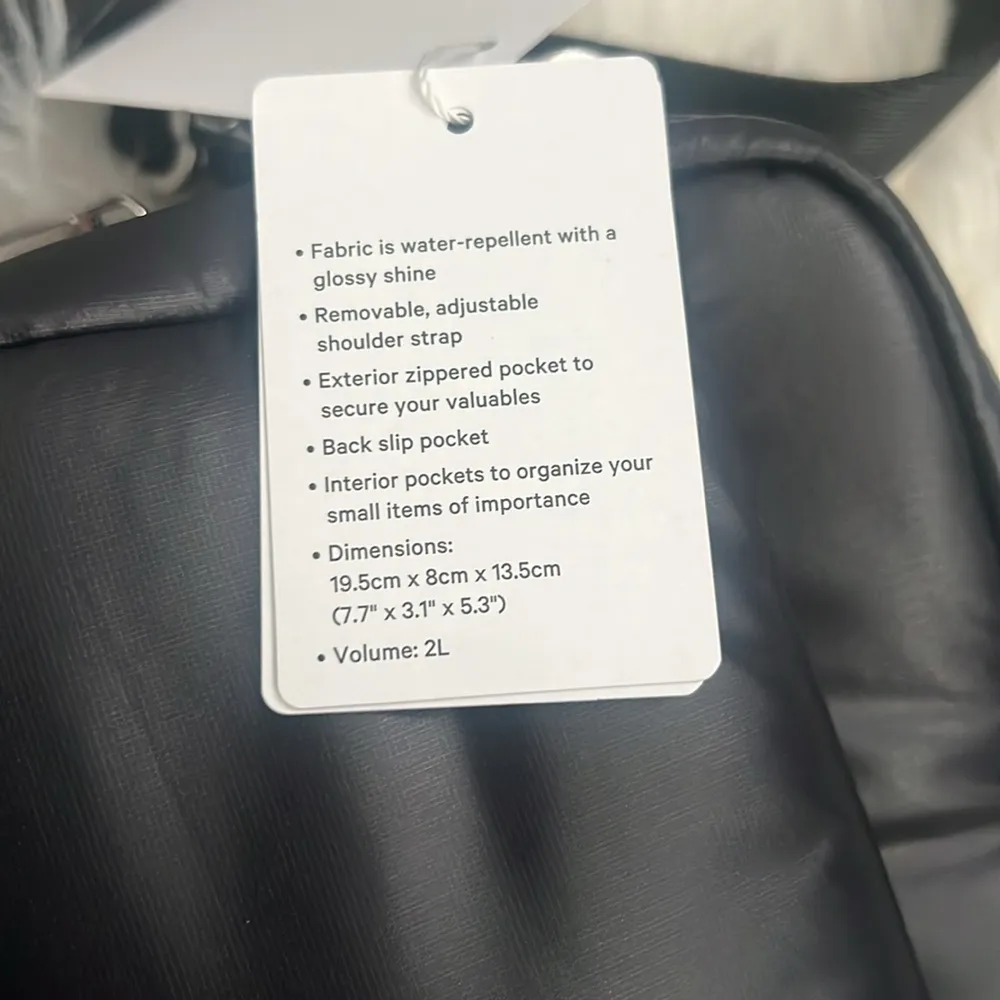 • Fabric is water-repellent with a
glossy shine
• Removable, adjustable
shoulder strap
• Exterior zippered pocket to
secure your valuables
• Back slip pocket
• Interior pockets to organize your
small items of importance
• Dimensions:
19.5cm x 8cm x 13.5cm
(7.7" x 3.1" x 5.3")
• Volume: 2L